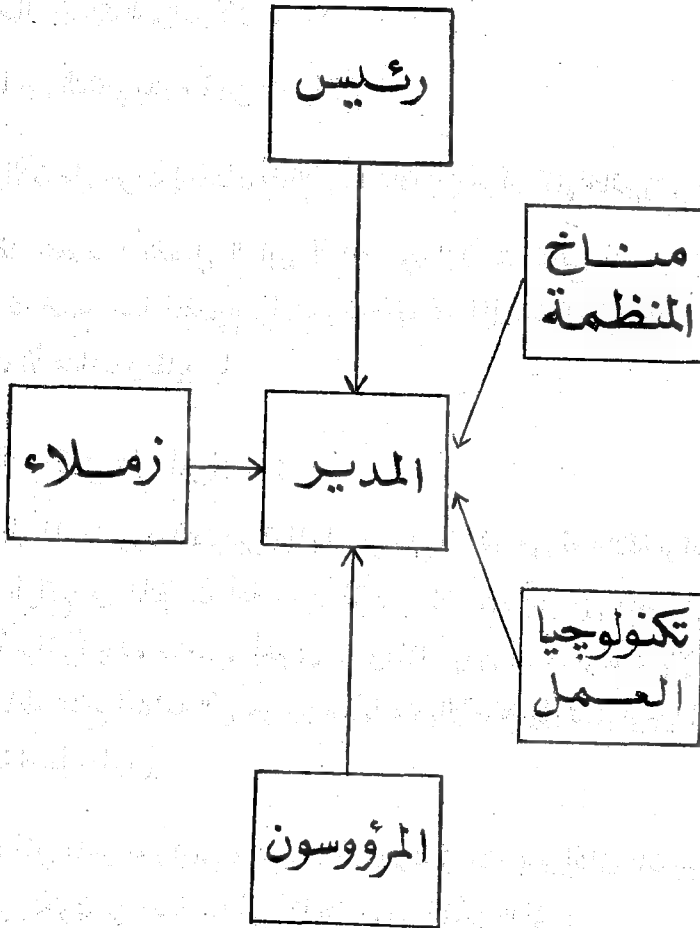 رئيس
مناخ
المنظمة
زملاء
المدير
تكنولوجيا
العمل
المرؤوسون